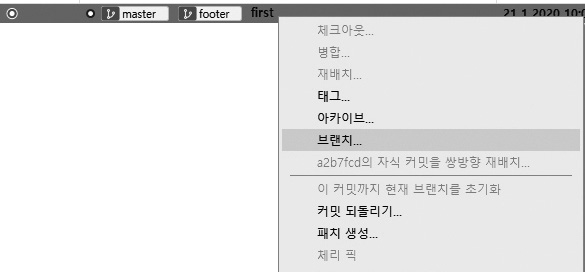 master footer first 21 1 2020 10:0
체크아웃...
병합...
재배치...
태그...
아카이브...
브랜치...
a2b7fcd의 자식 커밋을 쌍방향 재배치...
이 커밋까지 현재 브랜치를 초기화
커밋 되돌리기...
패치 생성...
체리 픽